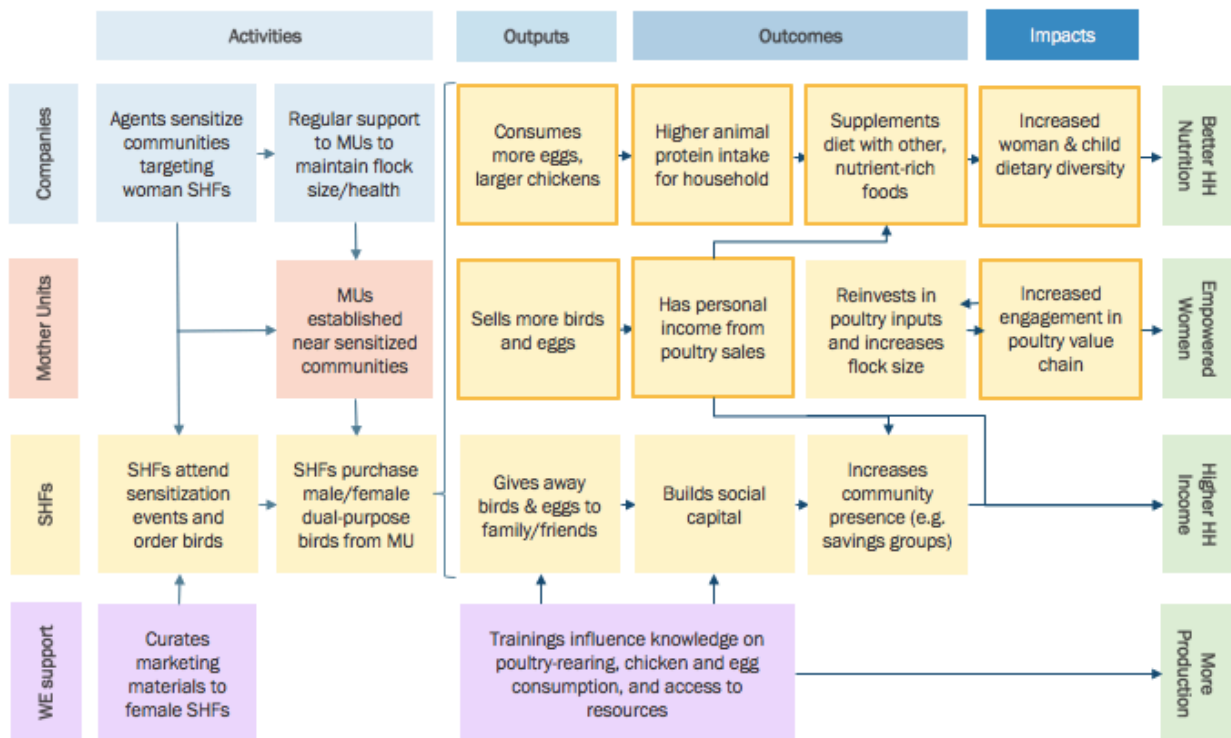 Activities
Outputs
Outcomes
Impacts
Companies
Agents sensitize
communities
targeting
woman SHFs
Regular support
to MUs to
maintain flock
size/health
Consumes
more eggs,
larger chickens
Higher animal
protein intake
for household
Supplements
diet with other,
nutrient-rich
foods
Increased
woman & child
dietary diversity
Better HH
Nutrition
Mother Units
MUs
established
near sensitized
communities
Sells more birds
and eggs
Has personal
income from
poultry sales
Reinvests in
poultry inputs
and increases
flock size
Increased
engagement in
poultry value
chain
Empowered
Women
SHFs
SHFs attend
sensitization
events and
order birds
SHFs purchase
male/female
dual-purpose
birds from MU
Gives away
birds & eggs to
family/friends
Builds social
capital
Increases
community
presence (e.g.
savings groups)
Higher HH
Income
WE support
Curates
marketing
materials to
female SHFs
Trainings influence knowledge on
poultry-rearing, chicken and egg
consumption, and access to
resources
More
Production